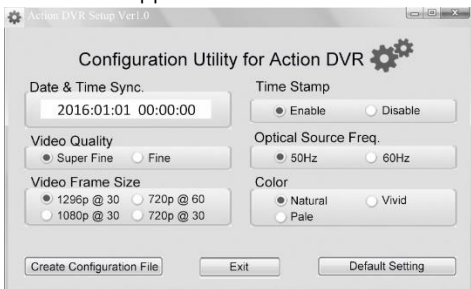 Action DVR Setup Ver1.0
Configuration Utility for Action DVR
Date & Time Sync.
2016:01:01 00:00:00
Time Stamp
Enable Disable
Video Quality
Super Fine Fine
Optical Source Freq.
50Hz 60Hz
Video Frame Size
1296p @ 30 720p @ 60
1080p @ 30 720p @ 30
Color
Natural Vivid
Pale
Create Configuration File Exit Default Setting